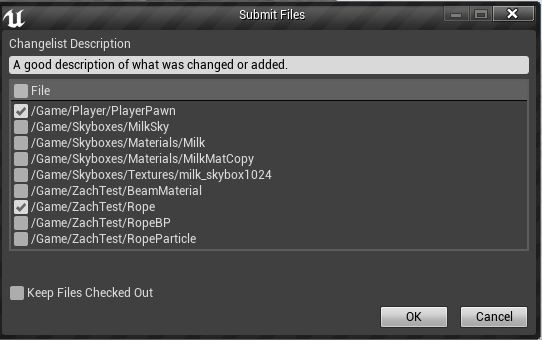 Submit Files
Changelist Description
A good description of what was changed or added.
File
/Game/Player/PlayerPawn
/Game/Skyboxes/MilkSky
/Game/Skyboxes/Materials/Milk
/Game/Skyboxes/Materials/MilkMatCopy
/Game/Skyboxes/Textures/milk_skybox1024
/Game/ZachTest/BeamMaterial
/Game/ZachTest/Rope
/Game/ZachTest/RopeBP
/Game/ZachTest/RopeParticle
Keep Files Checked Out
OK Cancel